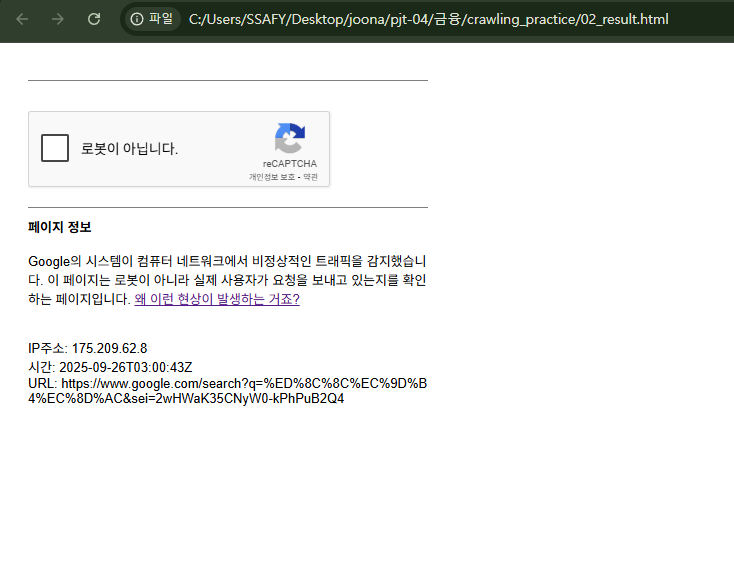 파일 C:/Users/SSAFY/Desktop/joona/pjt-04/금융/crawling_practice/02_result.html
로봇이 아닙니다.
reCAPTCHA
개인정보 보호 - 약관
페이지 정보
Google의 시스템이 컴퓨터 네트워크에서 비정상적인 트래픽을 감지했습니
다. 이 페이지는 로봇이 아니라 실제 사용자가 요청을 보내고 있는지를 확인
하는 페이지입니다. 왜 이런 현상이 발생하는 거죠?
IP주소: 175.209.62.8
시간: 2025-09-26T03:00:43Z
URL: https://www.google.com/search?q=%ED%8C%8C%EC%9D%B
4%EC%8D%AC&sei=2wHWaK35CNyW0-kPhPuB2Q4